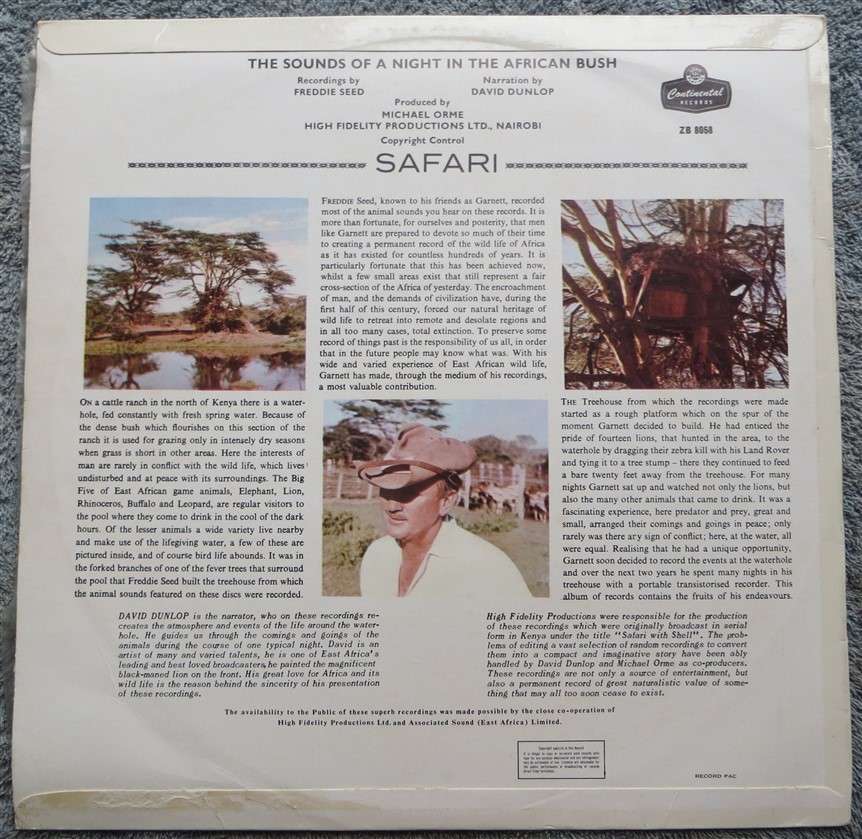 THE SOUNDS OF A NIGHT IN THE AFRICAN BUSH
Recordings by
FREDDIE SEED
Narration by
DAVID DUNLOP
Produced by
MICHAEL ORME
HIGH FIDELITY PRODUCTIONS LTD., NAIROBI
Copyright Control
Continental
RECORDS
ZB 8058
SAFARI
FREDDIE Seed, known to his friends as Garnett, recorded
most of the animal sounds you hear on these records. It is
more than fortunate, for ourselves and posterity, that men
like Garnett are prepared to devote so much of their time
to creating a permanent record of the wild life of Africa
as it has existed for countless hundreds of years. It is
particularly fortunate that this has been achieved now,
whilst a few small areas exist that still represent a fair
cross-section of the Africa of yesterday. The encroachment
of man, and the demands of civilization have, during the
first half of this century, forced our natural heritage of
wild life to retreat into remote and desolate regions and
in all too many cases, total extinction. To preserve some
record of things past is the responsibility of us all, in order
that in the future people may know what was. With his
wide and varied experience of East African wild life,
Garnett has made, through the medium of his recordings,
a most valuable contribution.
ON a cattle ranch in the north of Kenya there is a water-
hole, fed constantly with fresh spring water. Because of
the dense bush which flourishes on this section of the
ranch it is used for grazing only in intensely dry seasons
when grass is short in other areas. Here the interests of
man are rarely in conflict with the wild life, which lives
undisturbed and at peace with its surroundings. The Big
Five of East African game animals, Elephant, Lion,
Rhinoceros, Buffalo and Leopard, are regular visitors to
the pool where they come to drink in the cool of the dark
hours. Of the lesser animals a wide variety live nearby
and make use of the lifegiving water, a few of these are
pictured inside, and of course bird life abounds. It was in
the forked branches of one of the fever trees that surround
the pool that Freddie Seed built the treehouse from which
the animal sounds featured on these discs were recorded.
THE Treehouse from which the recordings were made
started as a rough platform which on the spur of the
moment Garnett decided to build. He had enticed the
pride of fourteen lions, that hunted in the area, to the
waterhole by dragging their zebra kill with his Land Rover
and tying it to a tree stump – there they continued to feed
a bare twenty feet away from the treehouse. For many
nights Garnett sat up and watched not only the lions, but
also the many other animals that came to drink. It was a
fascinating experience, here predator and prey, great and
small, arranged their comings and goings in peace; only
rarely was there any sign of conflict; here, at the water, all
were equal. Realising that he had a unique opportunity,
Garnett soon decided to record the events at the waterhole
and over the next two years he spent many nights in his
treehouse with a portable transistorised recorder. This
album of records contains the fruits of his endeavours.
DAVID DUNLOP is the narrator, who on these recordings re-
creates the atmosphere and events of the life around the water-
hole. He guides us through the comings and goings of the
animals during the course of one typical night. David is an
artist of many and varied talents, he is one of East Africa's
leading and best loved broadcasters, he painted the magnificent
black-maned lion on the front. His great love for Africa and its
wild life is the reason behind the sincerity of his presentation
of these recordings.
High Fidelity Productions were responsible for the production
of these recordings which were originally broadcast in serial
form in Kenya under the title "Safari with Shell". The prob-
lems of editing a vast selection of random recordings to convert
them into a compact and imaginative story have been ably
handled by David Dunlop and Michael Orme as co-producers.
These recordings are not only a source of entertainment, but
also a permanent record of great naturalistic value of some-
thing that may all too soon cease to exist.
The availability to the Public of these superb recordings was made possible by the close co-operation of
High Fidelity Productions Ltd. and Associated Sound (East Africa) Limited.
RECORD PAC